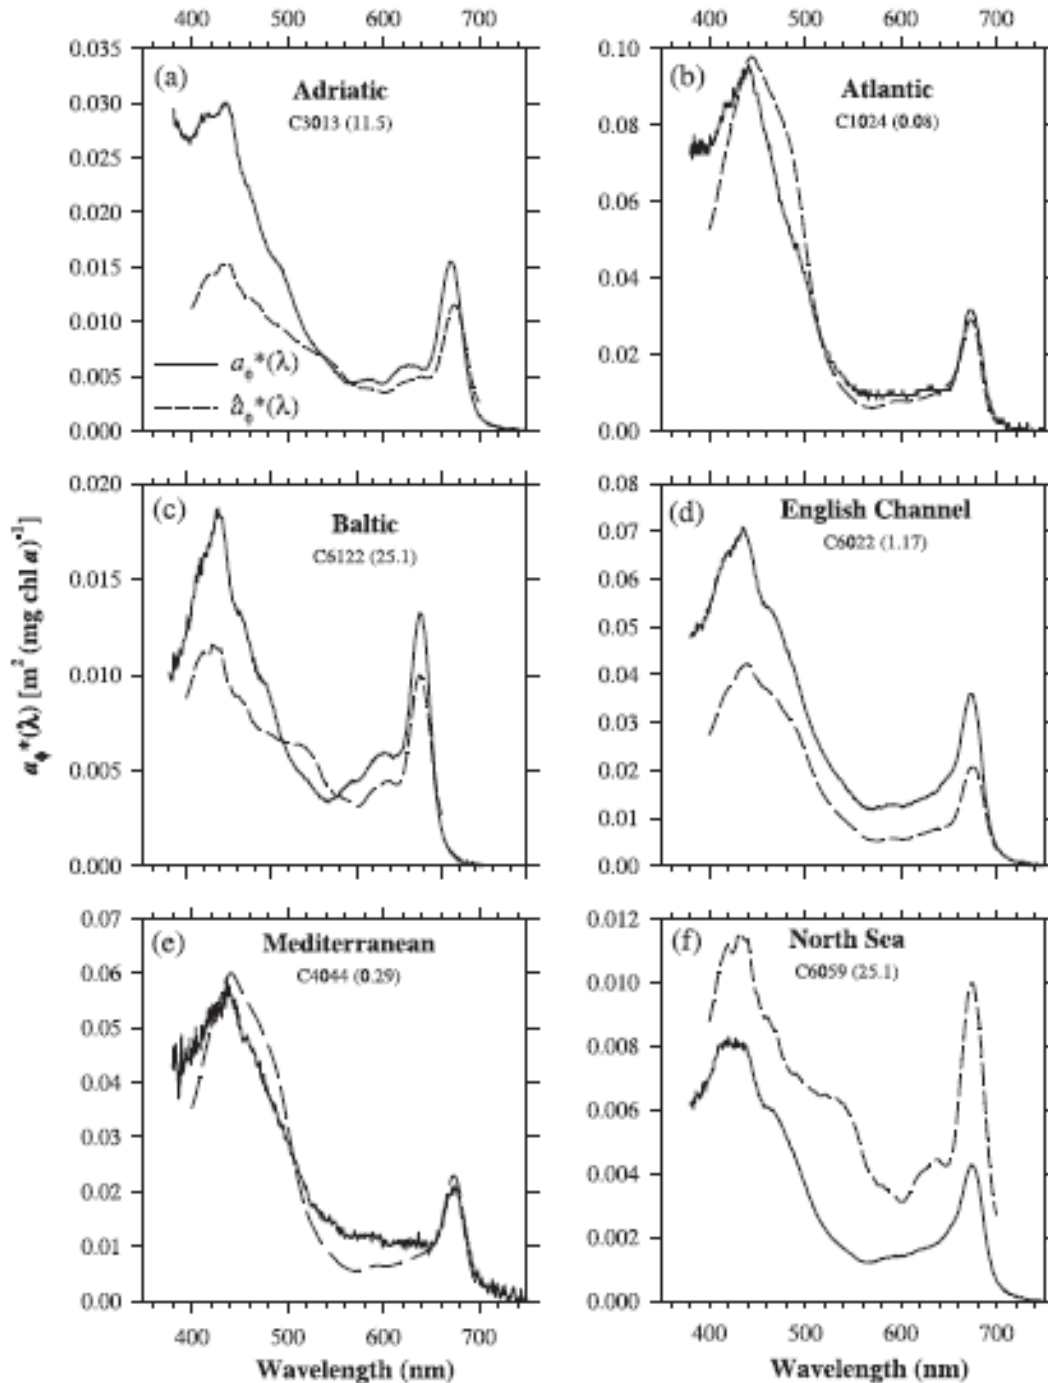 400 500 600 700
400 500 600 700
0.035
0.030
0.025
0.020
0.015
0.010
0.005
0.000
(a)
Adriatic
C3013 (11.5)
aϕ*(λ)
âϕ*(λ)
0.10
0.08
0.06
0.04
0.02
0.00
(b)
Atlantic
C1024 (0.08)
aϕ*(λ) [m² (mg chl a)⁻¹]
0.020
0.015
0.010
0.005
0.000
(c)
Baltic
C6122 (25.1)
0.08
0.07
0.06
0.05
0.04
0.03
0.02
0.01
0.00
(d)
English Channel
C6022 (1.17)
0.07
0.06
0.05
0.04
0.03
0.02
0.01
0.00
(e)
Mediterranean
C4044 (0.29)
0.012
0.010
0.008
0.006
0.004
0.002
0.000
(f)
North Sea
C6059 (25.1)
400 500 600 700
Wavelength (nm)
400 500 600 700
Wavelength (nm)